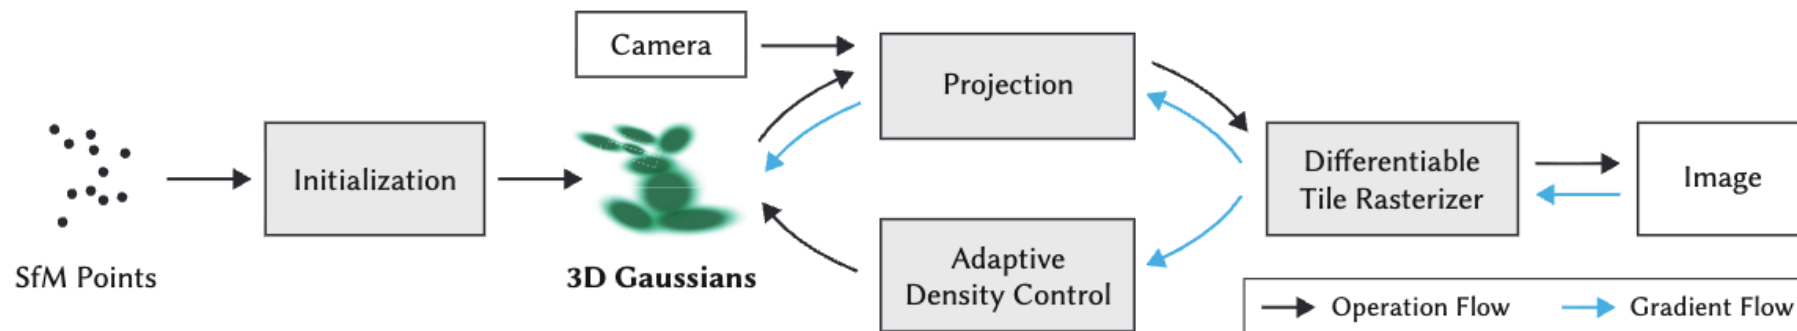 SfM Points
Initialization
3D Gaussians
Camera
Projection
Adaptive
Density Control
Differentiable
Tile Rasterizer
Image
Operation Flow
Gradient Flow